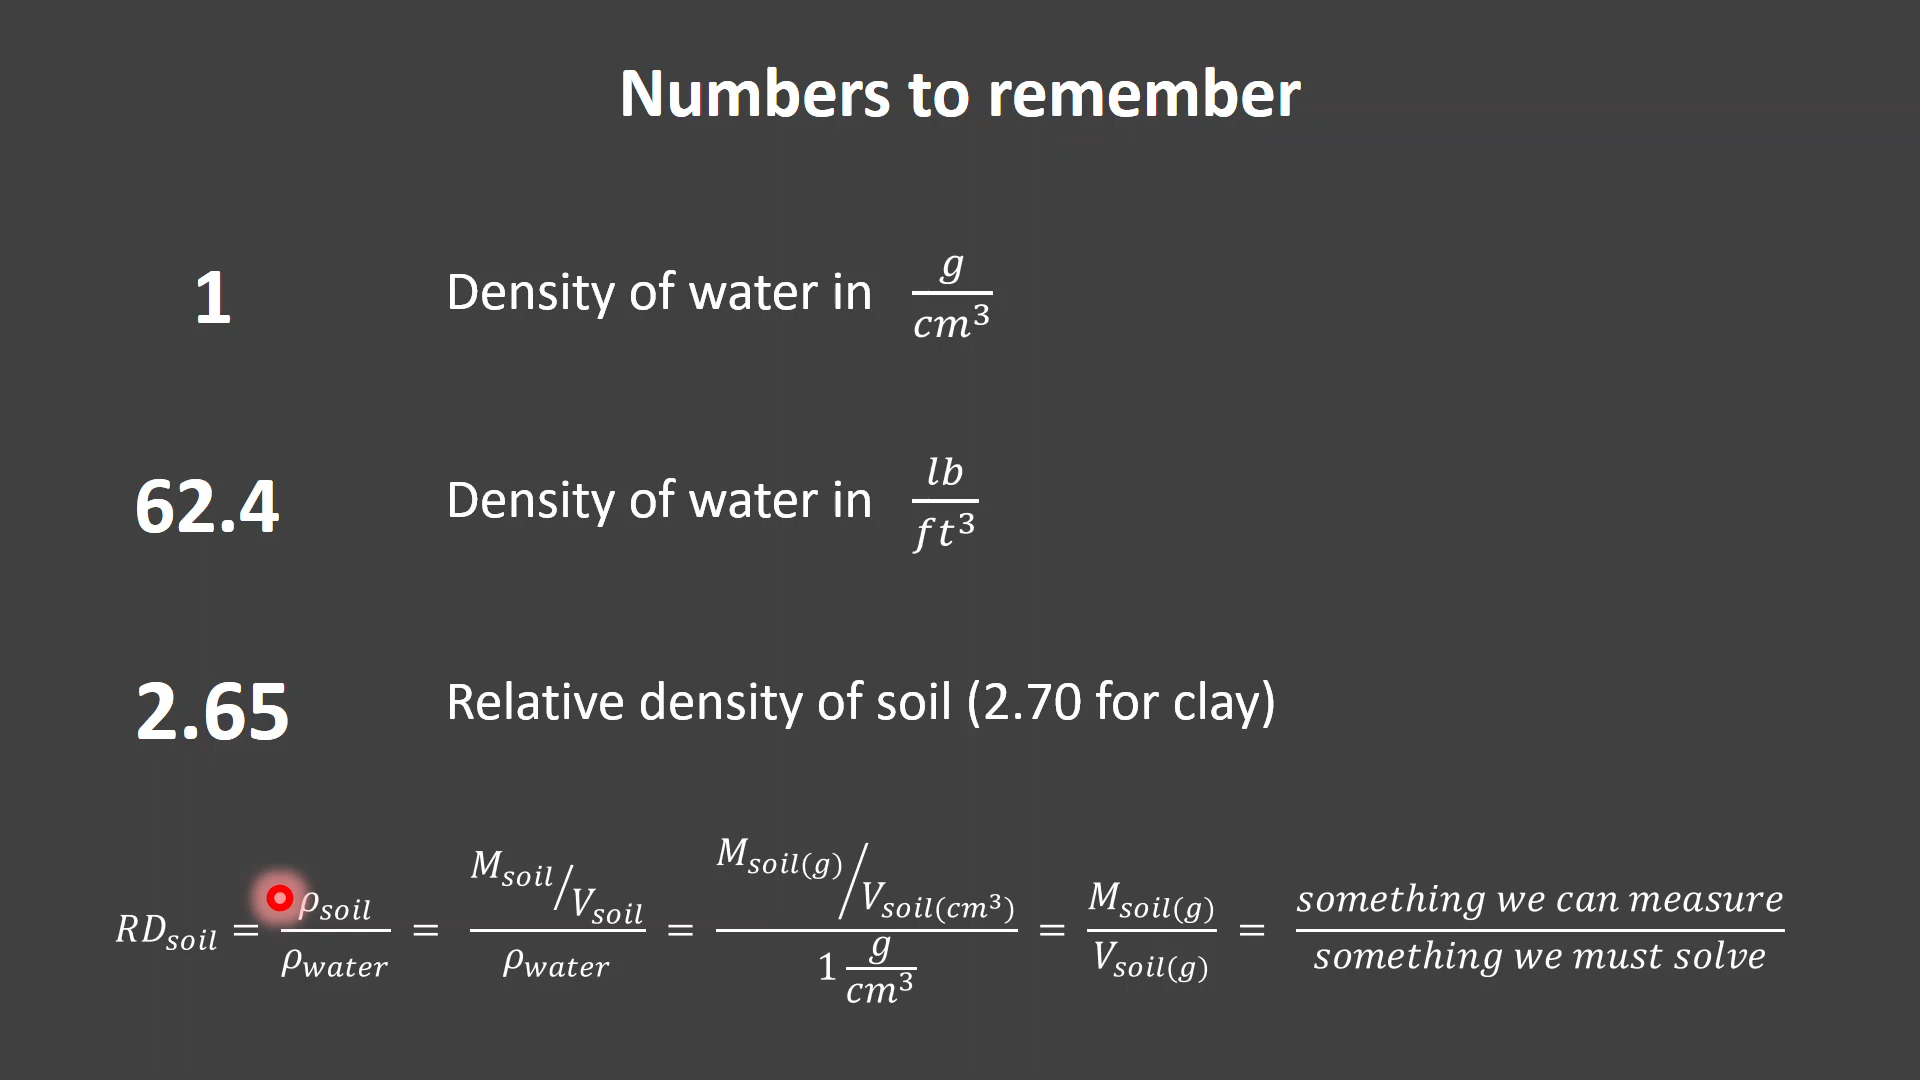 Numbers to remember
1 Density of water in g/cm³
62.4 Density of water in lb/ft³
2.65 Relative density of soil (2.70 for clay)
RD_soil = ρ_soil/ρ_water = (M_soil/V_soil)/ρ_water = (M_soil(g)/V_soil(cm³))/(1 g/cm³) = M_soil(g)/V_soil(g) = something we can measure/something we must solve